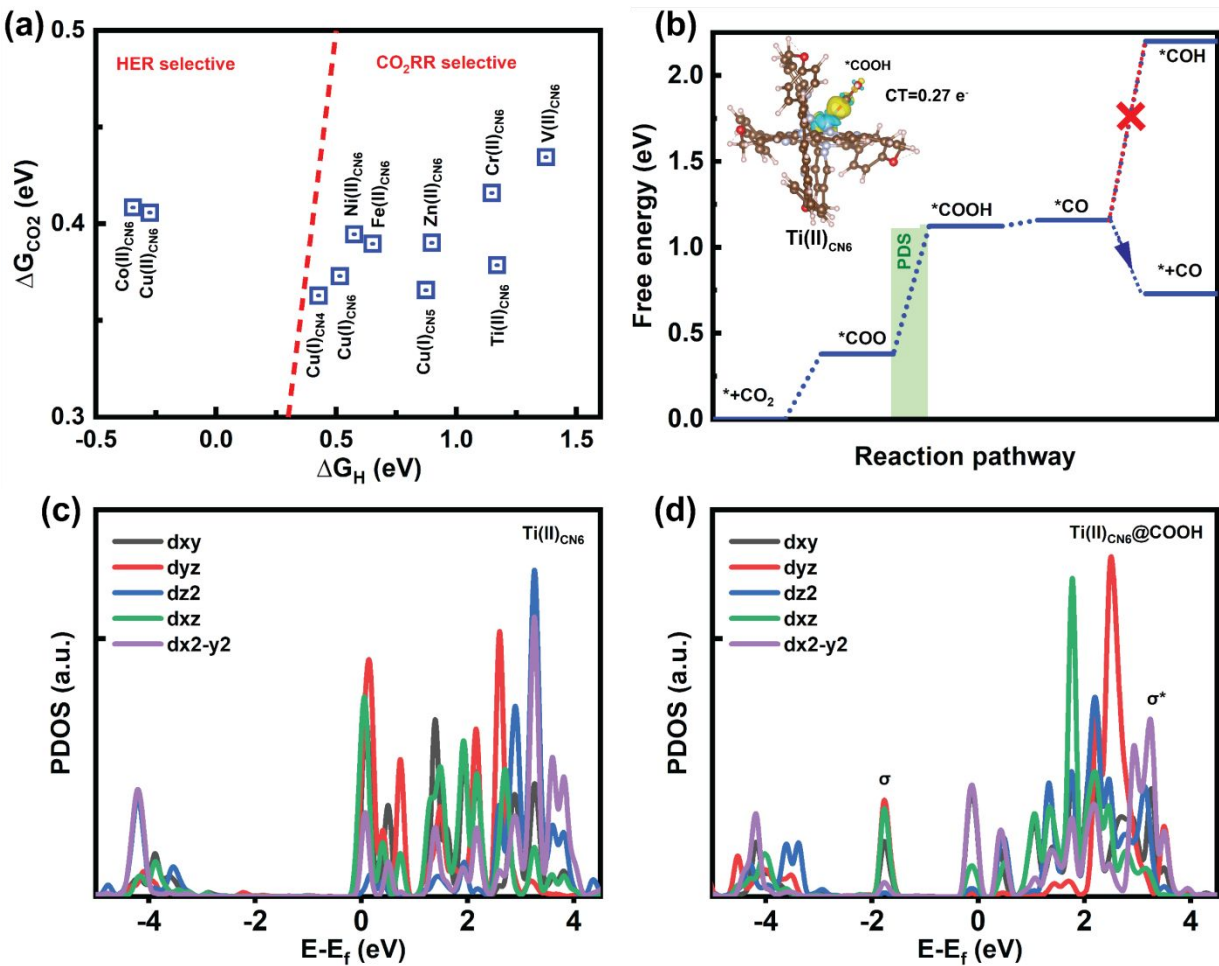 (a)
0.5
HER selective
CO₂RR selective
V(II)CN6
Cr(II)CN6
Ni(II)CN6
Fe(II)CN6
Zn(II)CN6
0.4
Co(II)CN6
Cu(II)CN6
Cu(I)CN4
Cu(I)CN6
Cu(I)CN5
Ti(II)CN6
0.3
-0.5
0.0
0.5
1.0
1.5
ΔG_CO2 (eV)
ΔG_H (eV)
(b)
2.0
1.5
1.0
0.5
0.0
Free energy (eV)
*COOH
CT=0.27 e⁻
Ti(II)CN6
*COH
*COOH
*CO
PDS
*+CO
*COO
*+CO₂
Reaction pathway
(c)
Ti(II)CN6
dxy
dyz
dz2
dxz
dx2-y2
PDOS (a.u.)
-4
-2
0
2
4
E-E_f (eV)
(d)
Ti(II)CN6@COOH
dxy
dyz
dz2
dxz
dx2-y2
σ*
σ
PDOS (a.u.)
-4
-2
0
2
4
E-E_f (eV)